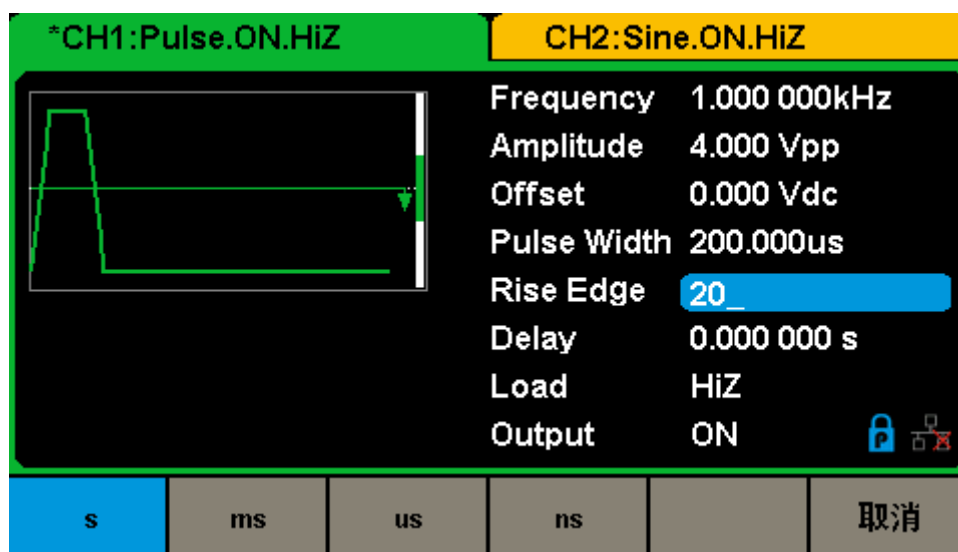 *CH1:Pulse.ON.HiZ
CH2:Sine.ON.HiZ
Frequency 1.000 000kHz
Amplitude 4.000 Vpp
Offset 0.000 Vdc
Pulse Width 200.000us
Rise Edge 20_
Delay 0.000 000 s
Load HiZ
Output ON
P
s ms us ns 取消